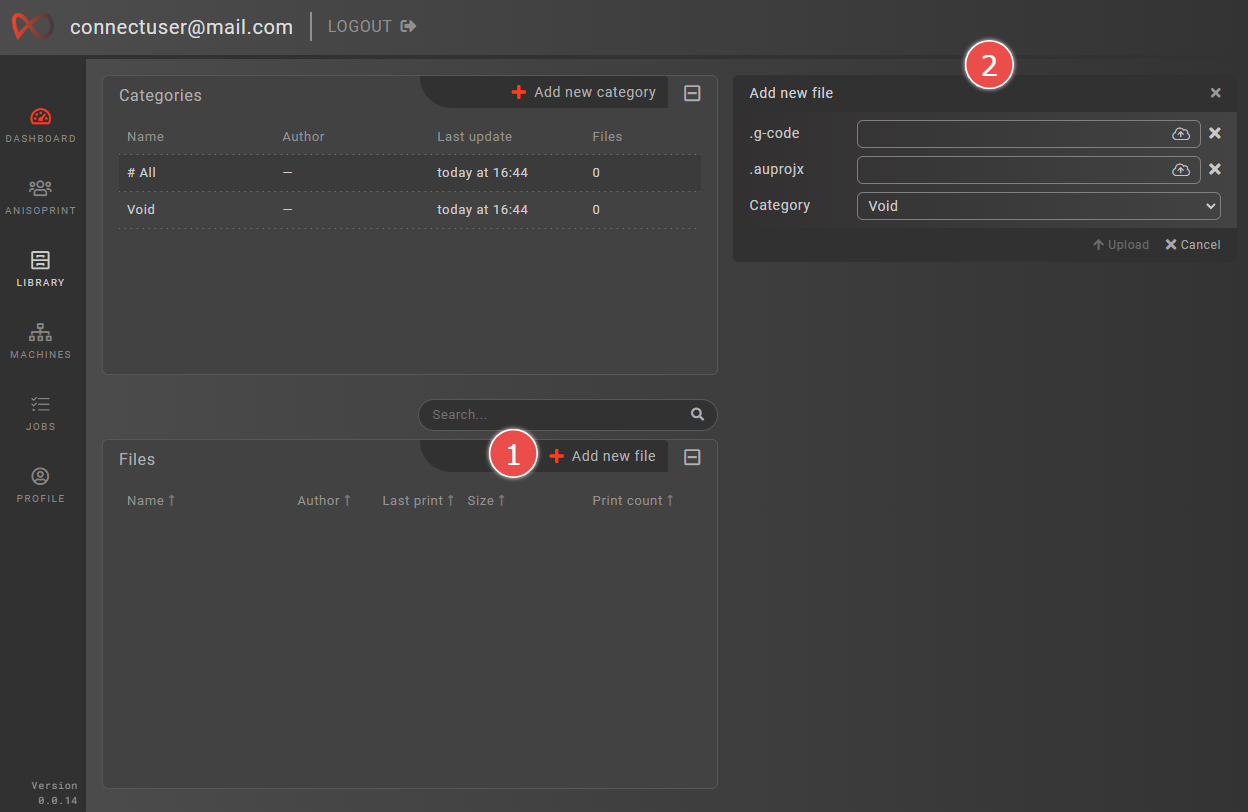 connectuser@mail.com LOGOUT
DASHBOARD
ANISOPRINT
LIBRARY
MACHINES
JOBS
PROFILE
Version
0.0.14
Categories
Add new category
Name Author Last update Files
# All — today at 16:44 0
Void — today at 16:44 0
Search...
Files
1
Add new file
Name ↑ Author ↑ Last print ↑ Size ↑ Print count ↑
2
Add new file
.g-code
.auprojx
Category Void
Upload Cancel